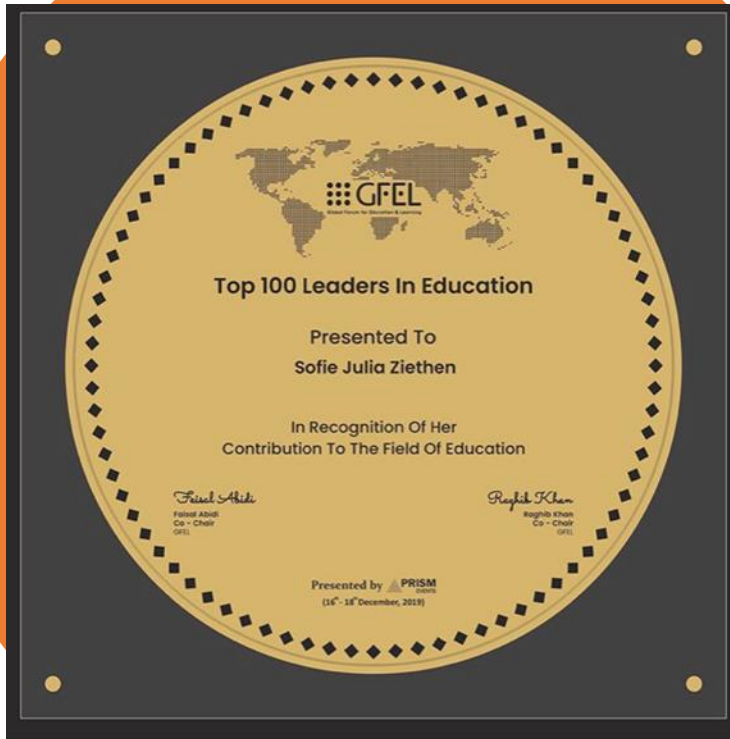 GFEL
Global Forum for Education & Learning
Top 100 Leaders In Education
Presented To
Sofie Julia Ziethen
In Recognition Of Her
Contribution To The Field Of Education
Faisal Abidi
Faisal Abidi
Co - Chair
GFEL
Raghib Khan
Raghib Khan
Co - Chair
GFEL
Presented by PRISM
events
(16th - 18th December, 2019)